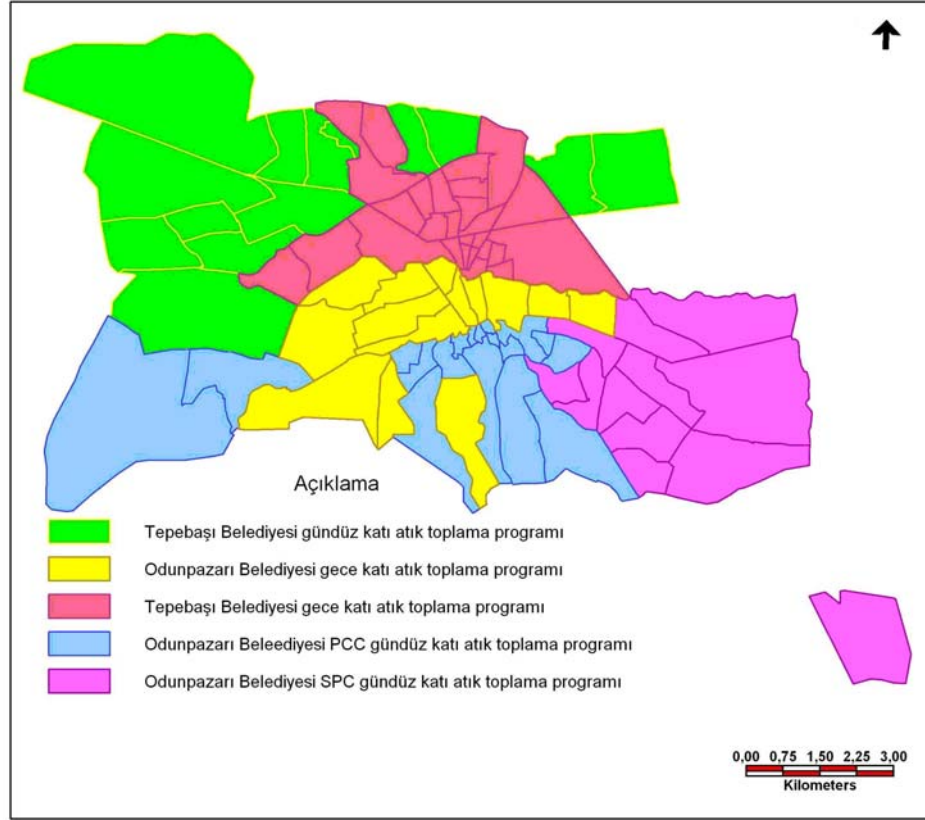 Açıklama
Tepebaşı Belediyesi gündüz katı atık toplama programı
Odunpazarı Belediyesi gece katı atık toplama programı
Tepebaşı Belediyesi gece katı atık toplama programı
Odunpazarı Beleediyesi PCC gündüz katı atık toplama programı
Odunpazarı Belediyesi SPC gündüz katı atık toplama programı
0,00 0,75 1,50 2,25 3,00
Kilometers